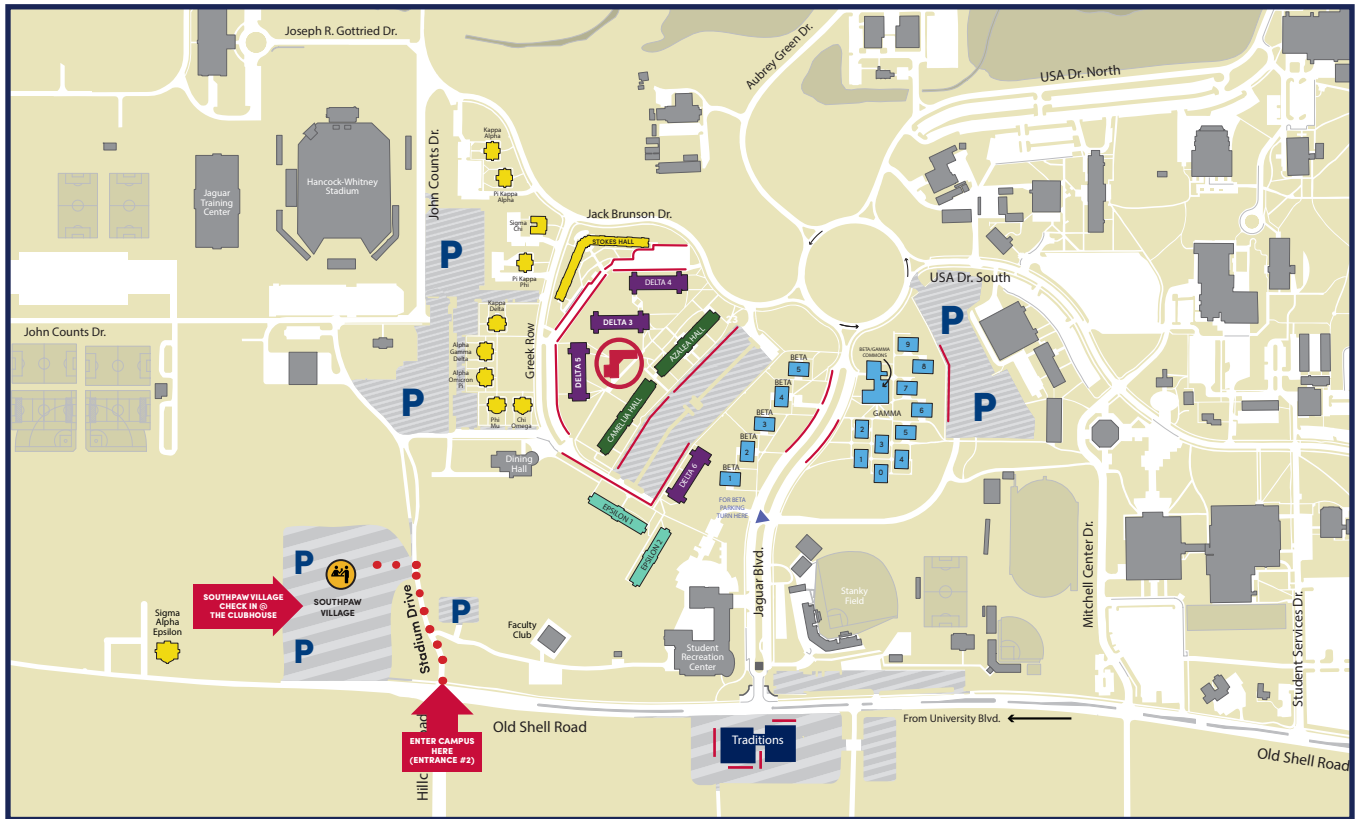 Joseph R. Gottried Dr.
Aubrey Green Dr.
USA Dr. North
Kappa
Alpha
John Counts Dr.
Hancock-Whitney
Stadium
Jaguar
Training
Center
Pi Kappa
Alpha
Jack Brunson Dr.
Sigma
Chi
STOKES HALL
P
Pi Kappa
Phi
DELTA 4
USA Dr. South
Kappa
Delta
DELTA 3
P
John Counts Dr.
Greek Row
AZALEA HALL
Alpha
Gamma
Delta
BETA/GAMMA
COMMONS
9
BETA
5
8
DELTA 5
Alpha
Omicron
Pi
BETA
4
7
P
P
CAMELLIA HALL
GAMMA
6
Phi
Mu
Chi
Omega
BETA
3
2
5
3
BETA
2
1
4
0
Dining
Hall
DELTA 6
BETA
1
FOR BETA
PARKING
TURN HERE
EPSILON 1
EPSILON 2
P
SOUTHPAW VILLAGE
CHECK IN @
THE CLUBHOUSE
SOUTHPAW
VILLAGE
Stadium Drive
P
Jaguar Blvd.
Stanky
Field
Mitchell Center Dr.
Student Services Dr.
Sigma
Alpha
Epsilon
P
Faculty
Club
Student
Recreation
Center
Old Shell Road
From University Blvd.
ENTER CAMPUS
HERE
(ENTRANCE #2)
Traditions
Old Shell Road